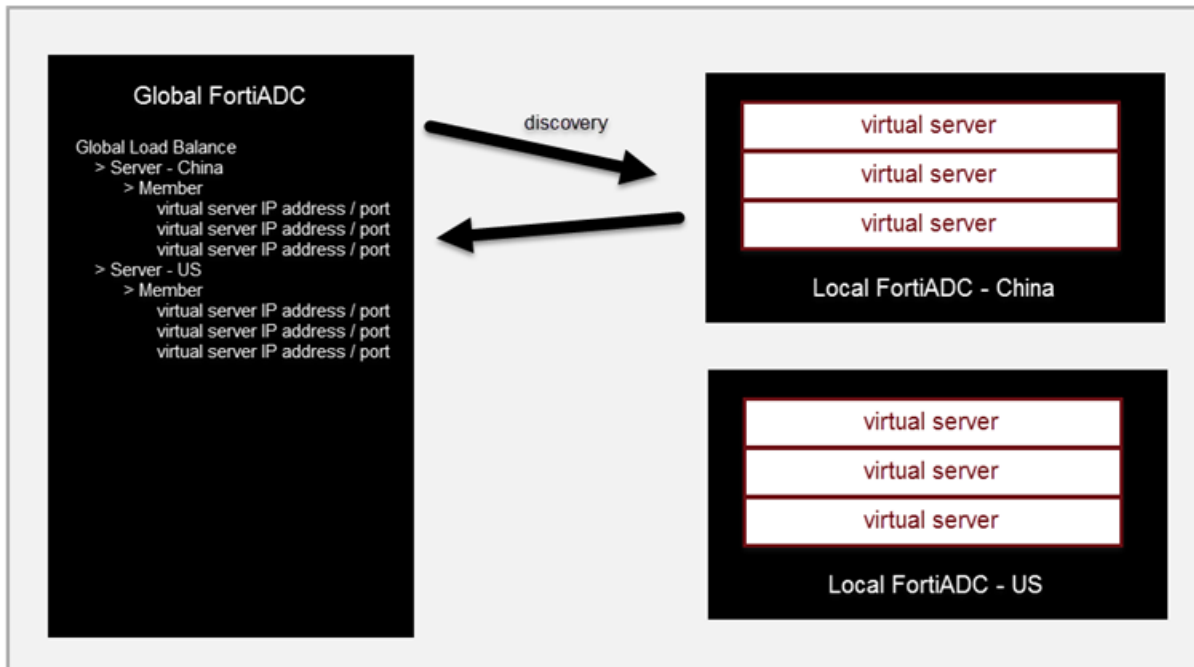 Global FortiADC
Global Load Balance
> Server - China
> Member
virtual server IP address / port
virtual server IP address / port
virtual server IP address / port
> Server - US
> Member
virtual server IP address / port
virtual server IP address / port
virtual server IP address / port
discovery
virtual server
virtual server
virtual server
Local FortiADC - China
virtual server
virtual server
virtual server
Local FortiADC - US